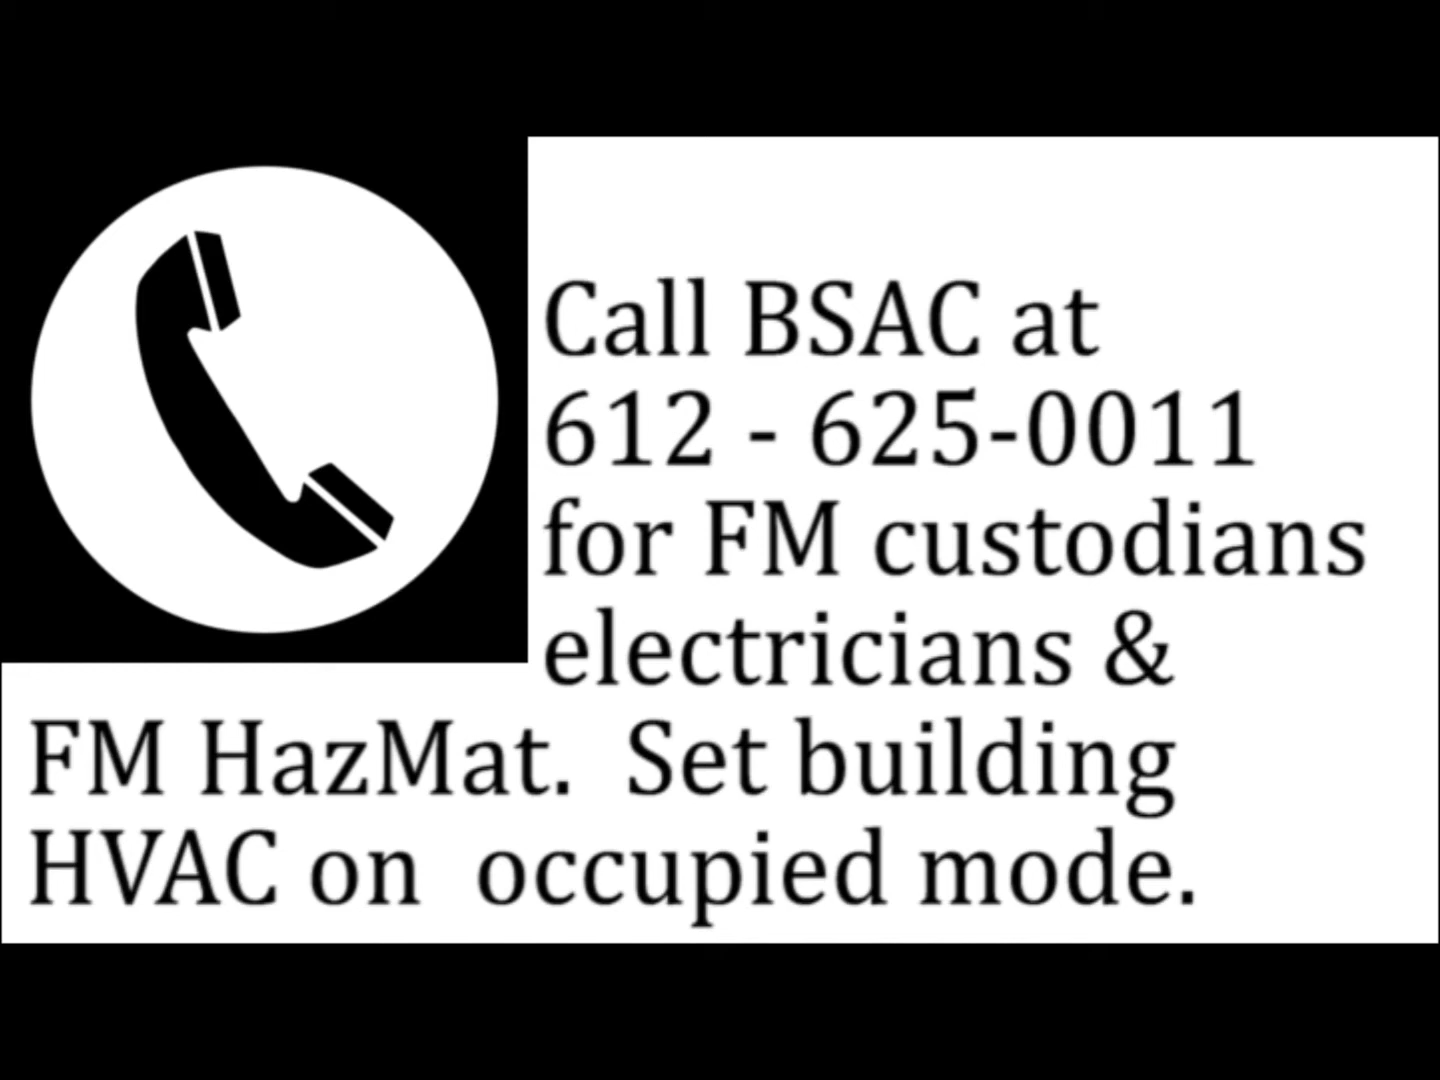 Call BSAC at
612 - 625-0011
for FM custodians
electricians &
FM HazMat.  Set building
HVAC on  occupied mode.